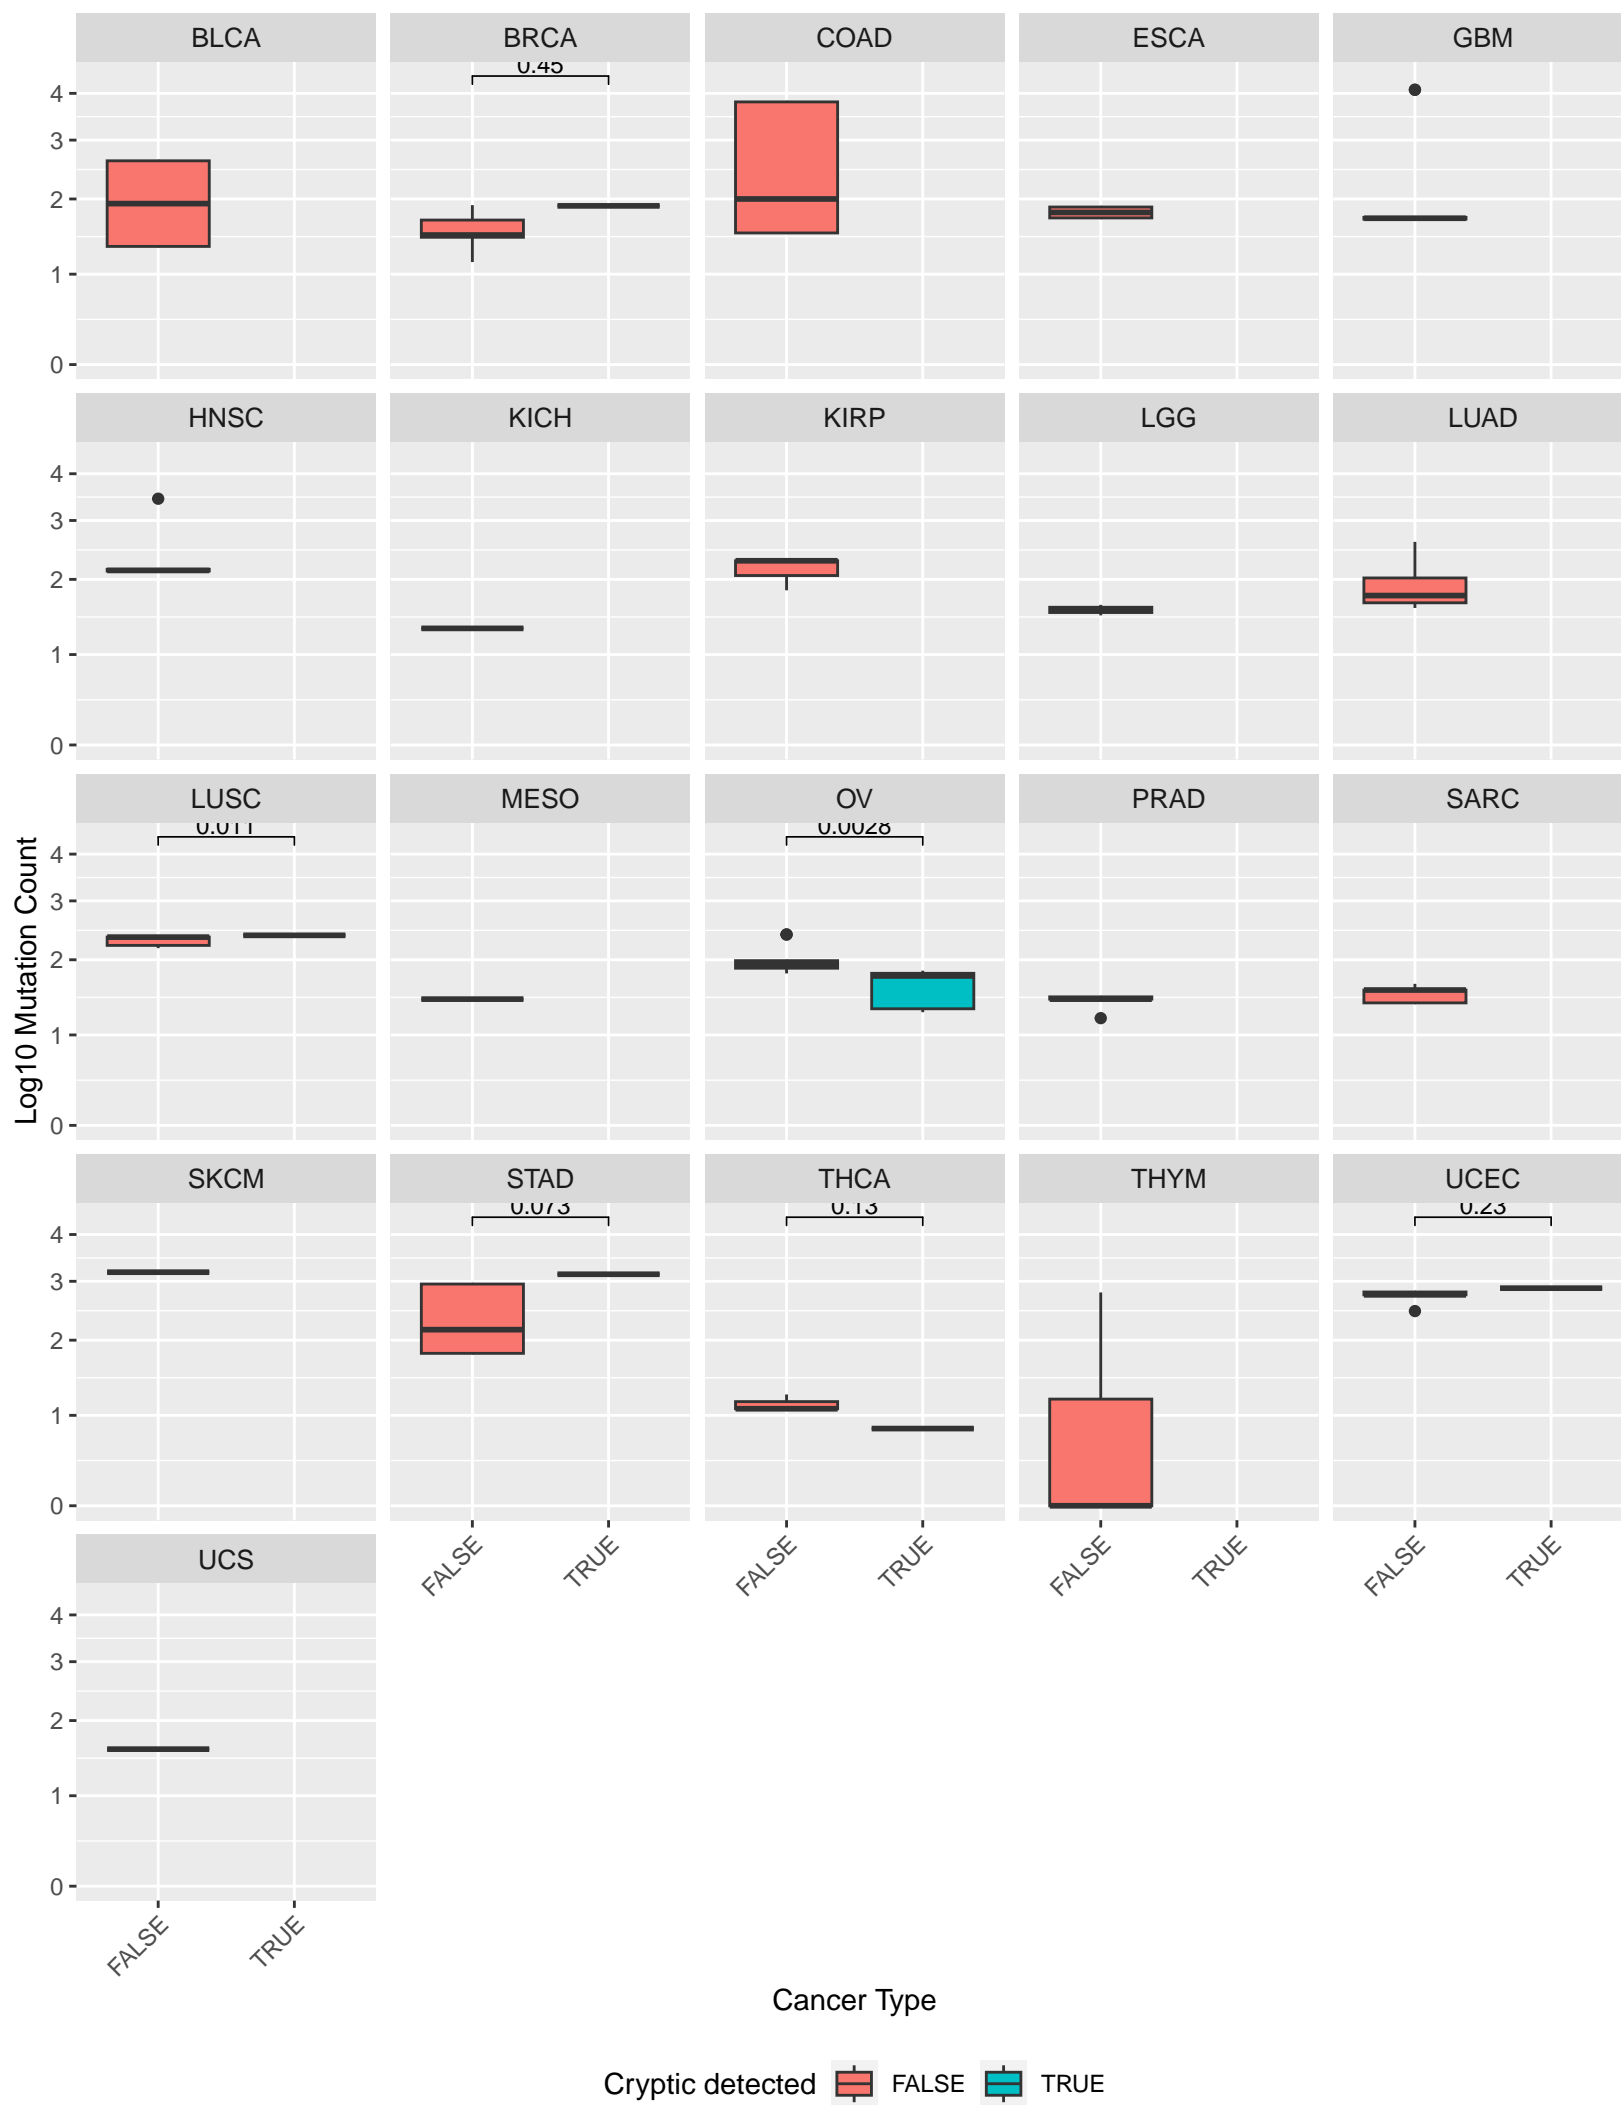 BLCA BRCA COAD ESCA GBM
0.45
4
3
2
1
0
HNSC KICH KIRP LGG LUAD
4
3
2
1
0
LUSC MESO OV PRAD SARC
0.011 0.0028
4
3
2
1
0
Log10 Mutation Count
SKCM STAD THCA THYM UCEC
0.073 0.13 0.23
4
3
2
1
0
FALSE TRUE FALSE TRUE FALSE TRUE FALSE TRUE
UCS
4
3
2
1
0
FALSE TRUE
Cancer Type
Cryptic detected FALSE TRUE